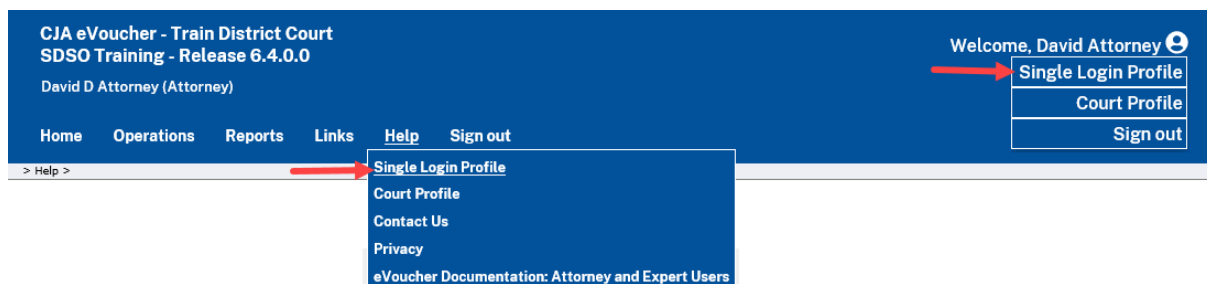 CJA eVoucher - Train District Court
SDSO Training - Release 6.4.0.0
David D Attorney (Attorney)
Welcome, David Attorney
Single Login Profile
Court Profile
Sign out
Home Operations Reports Links Help Sign out
> Help >
Single Login Profile
Court Profile
Contact Us
Privacy
eVoucher Documentation: Attorney and Expert Users